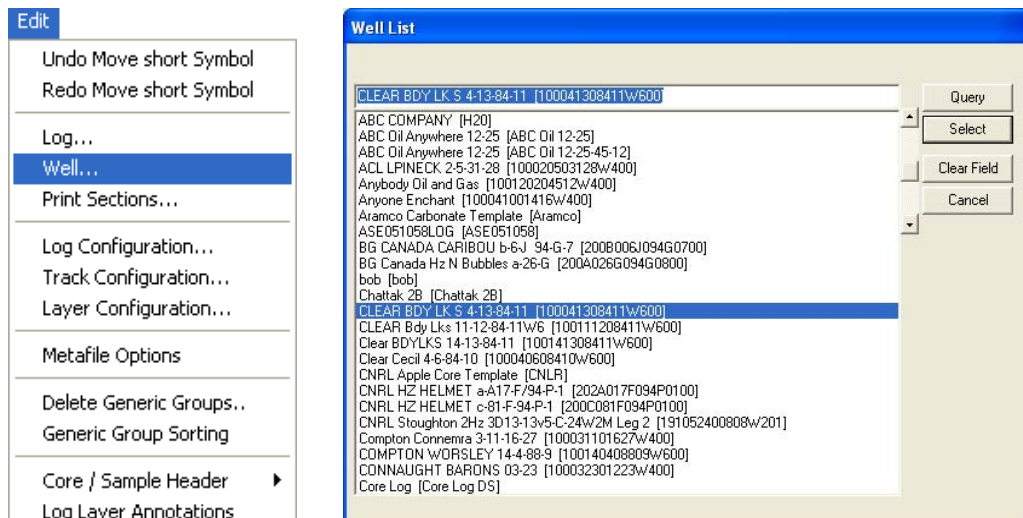 Edit
Undo Move short Symbol
Redo Move short Symbol
Log...
Well...
Print Sections...
Log Configuration...
Track Configuration...
Layer Configuration...
Metafile Options
Delete Generic Groups..
Generic Group Sorting
Core / Sample Header
Log Layer Annotations
Well List
CLEAR BDY LK S 4-13-84-11 [100041308411W600]
ABC COMPANY [H20]
ABC Oil Anywhere 12-25 [ABC Oil 12-25]
ABC Oil Anywhere 12-25 [ABC Oil 12-25-45-12]
ACL LPINECK 2-5-31-28 [100020503128W400]
Anybody Oil and Gas [100120204512W400]
Anyone Enchant [100041001416W400]
Aramco Carbonate Template [Aramco]
ASE051058LOG [ASE051058]
BG CANADA CARIBOU b-6-J 94-G-7 [200B006J094G0700]
BG Canada Hz N Bubbles a-26-G [200A026G094G0800]
bob [bob]
Chattak 2B [Chattak 2B]
CLEAR BDY LK S 4-13-84-11 [100041308411W600]
CLEAR Bdy Lks 11-12-84-11W6 [100111208411W600]
Clear BDYLKS 14-13-84-11 [100141308411W600]
Clear Cecil 4-6-84-10 [100040608410W600]
CNRL Apple Core Template [CNLR]
CNRL HZ HELMET a-A17-F/94-P-1 [202A017F094P0100]
CNRL HZ HELMET c-81-F-94-P-1 [200C081F094P0100]
CNRL Stoughton 2Hz 3D13-13v5-C-24W2M Leg 2 [191052400808W201]
Compton Connemra 3-11-16-27 [100031101627W400]
COMPTON WORSLEY 14-4-88-9 [100140408809W600]
CONNAUGHT BARONS 03-23 [100032301223W400]
Core Log [Core Log DS]
Query
Select
Clear Field
Cancel